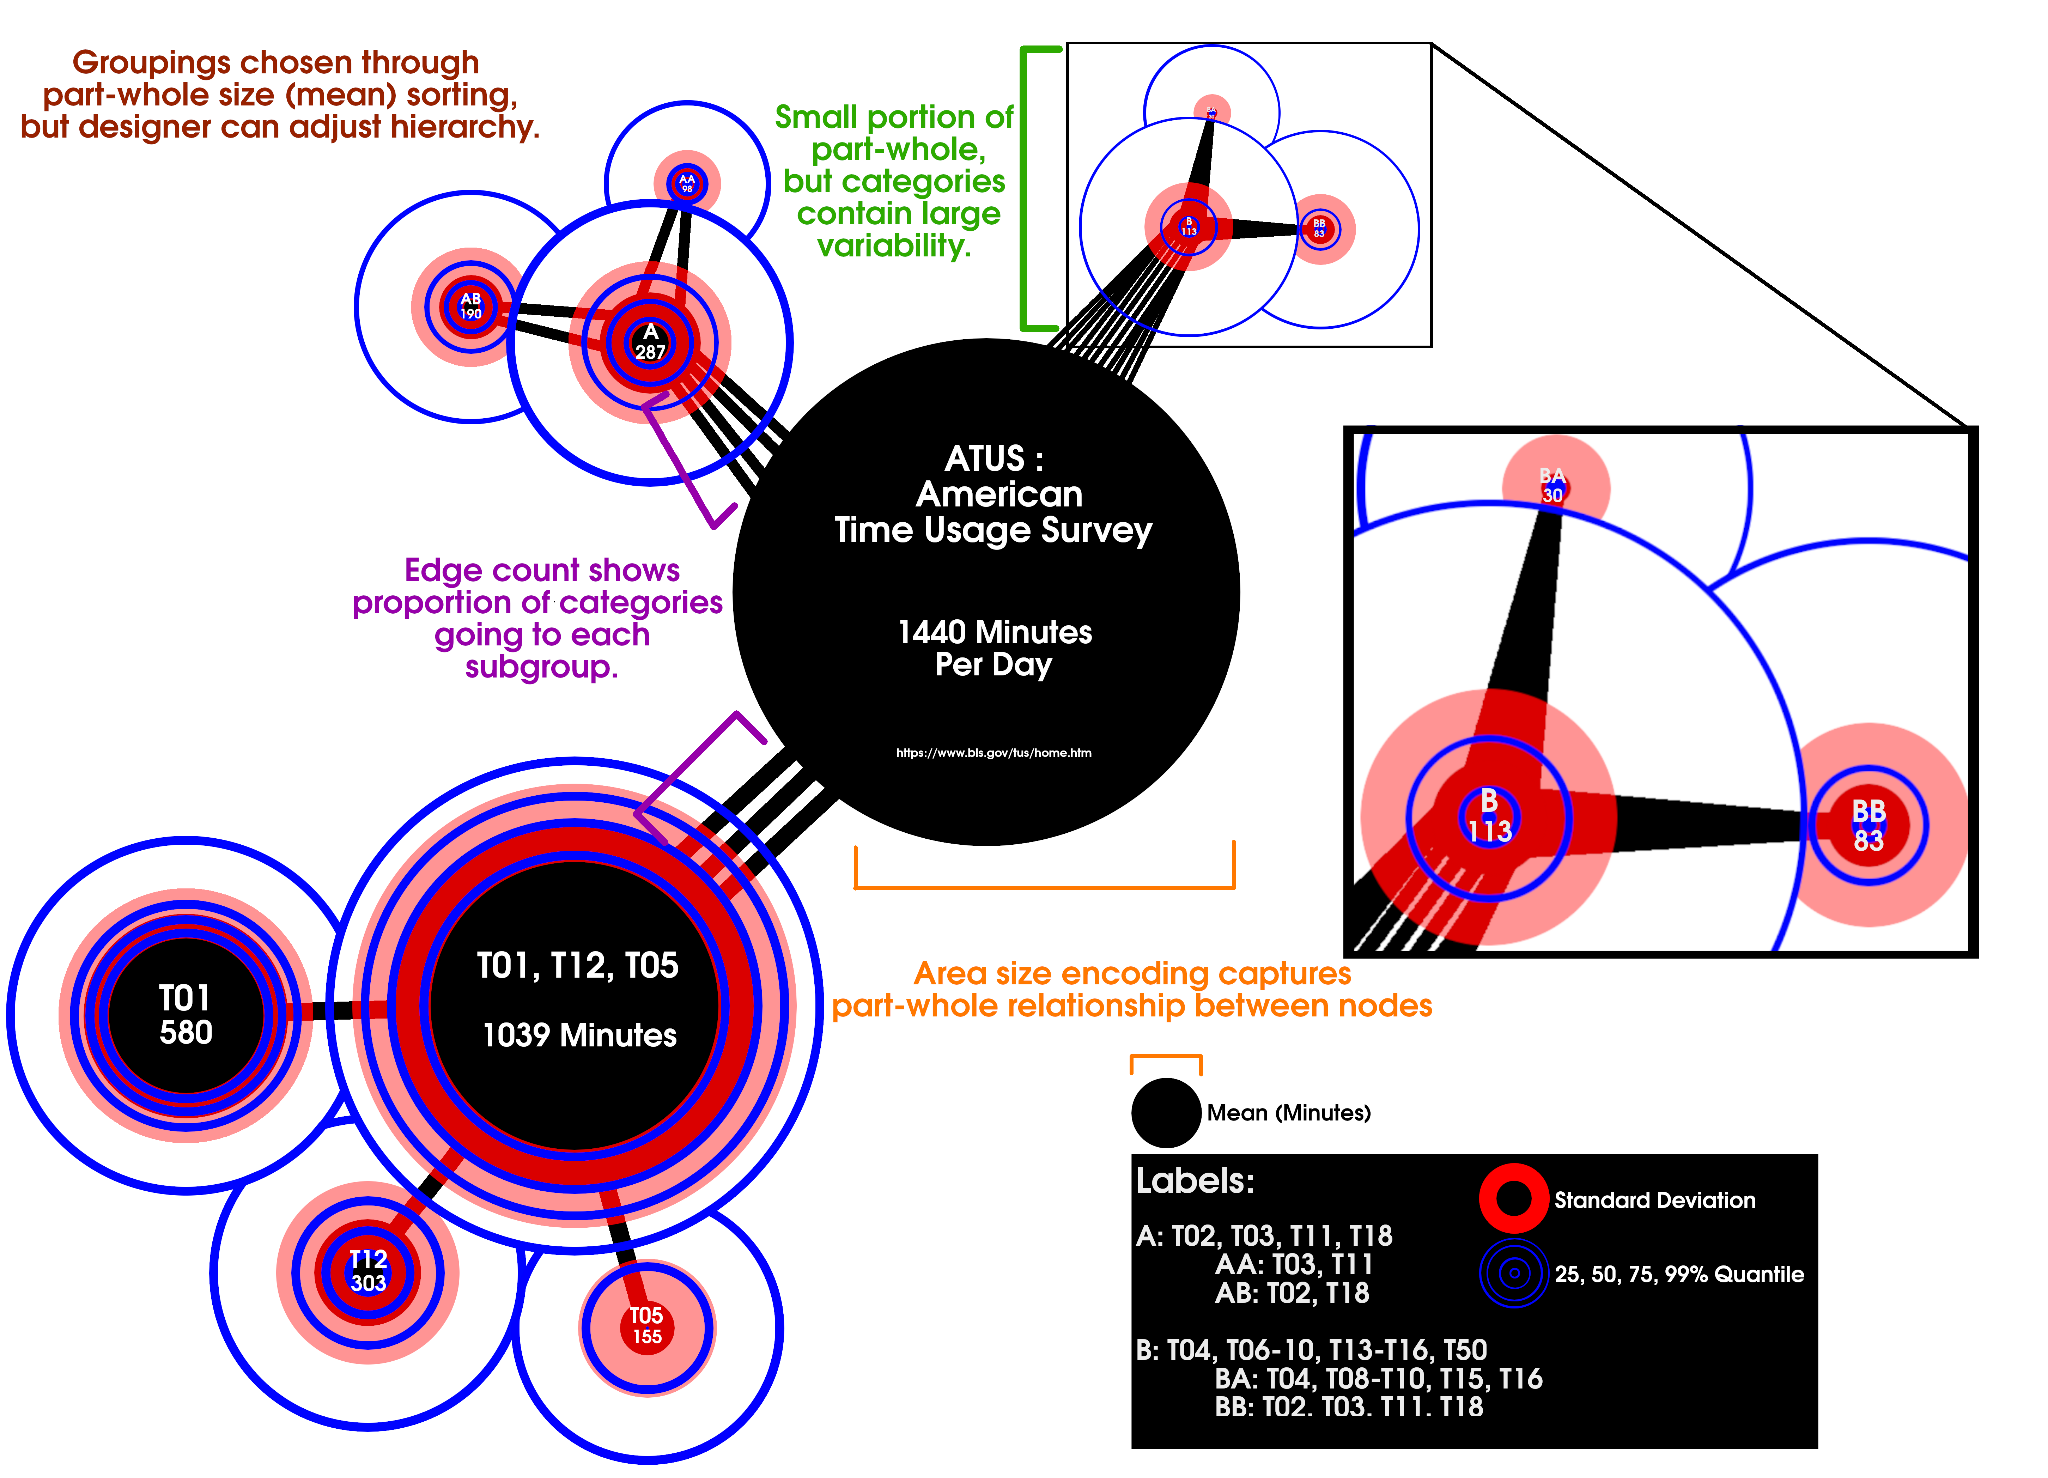 Groupings chosen through
part-whole size (mean) sorting,
but designer can adjust hierarchy.
Small portion of
part-whole,
but categories
contain large
variability.
AA
98
AB
190
A
287
B
113
BB
83
ATUS :
American
Time Usage Survey
1440 Minutes
Per Day
https://www.bls.gov/tus/home.htm
Edge count shows
proportion of categories
going to each
subgroup.
BA
30
B
113
BB
83
T01, T12, T05
1039 Minutes
T01
580
T12
303
T05
155
Area size encoding captures
part-whole relationship between nodes
Mean (Minutes)
Labels:
Standard Deviation
25, 50, 75, 99% Quantile
A: T02, T03, T11, T18
AA: T03, T11
AB: T02, T18
B: T04, T06-10, T13-T16, T50
BA: T04, T08-T10, T15, T16
BB: T02, T03, T11, T18